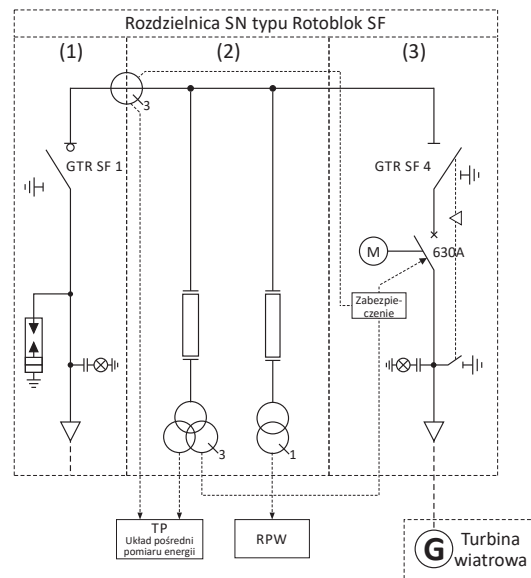 Rozdzielnica SN typu Rotoblok SF
(1)
(2)
(3)
3
GTR SF 1
GTR SF 4
M
630A
Zabezpie-
czenie
3
1
TP
Układ pośredni
pomiaru energii
RPW
G
Turbina
wiatrowa